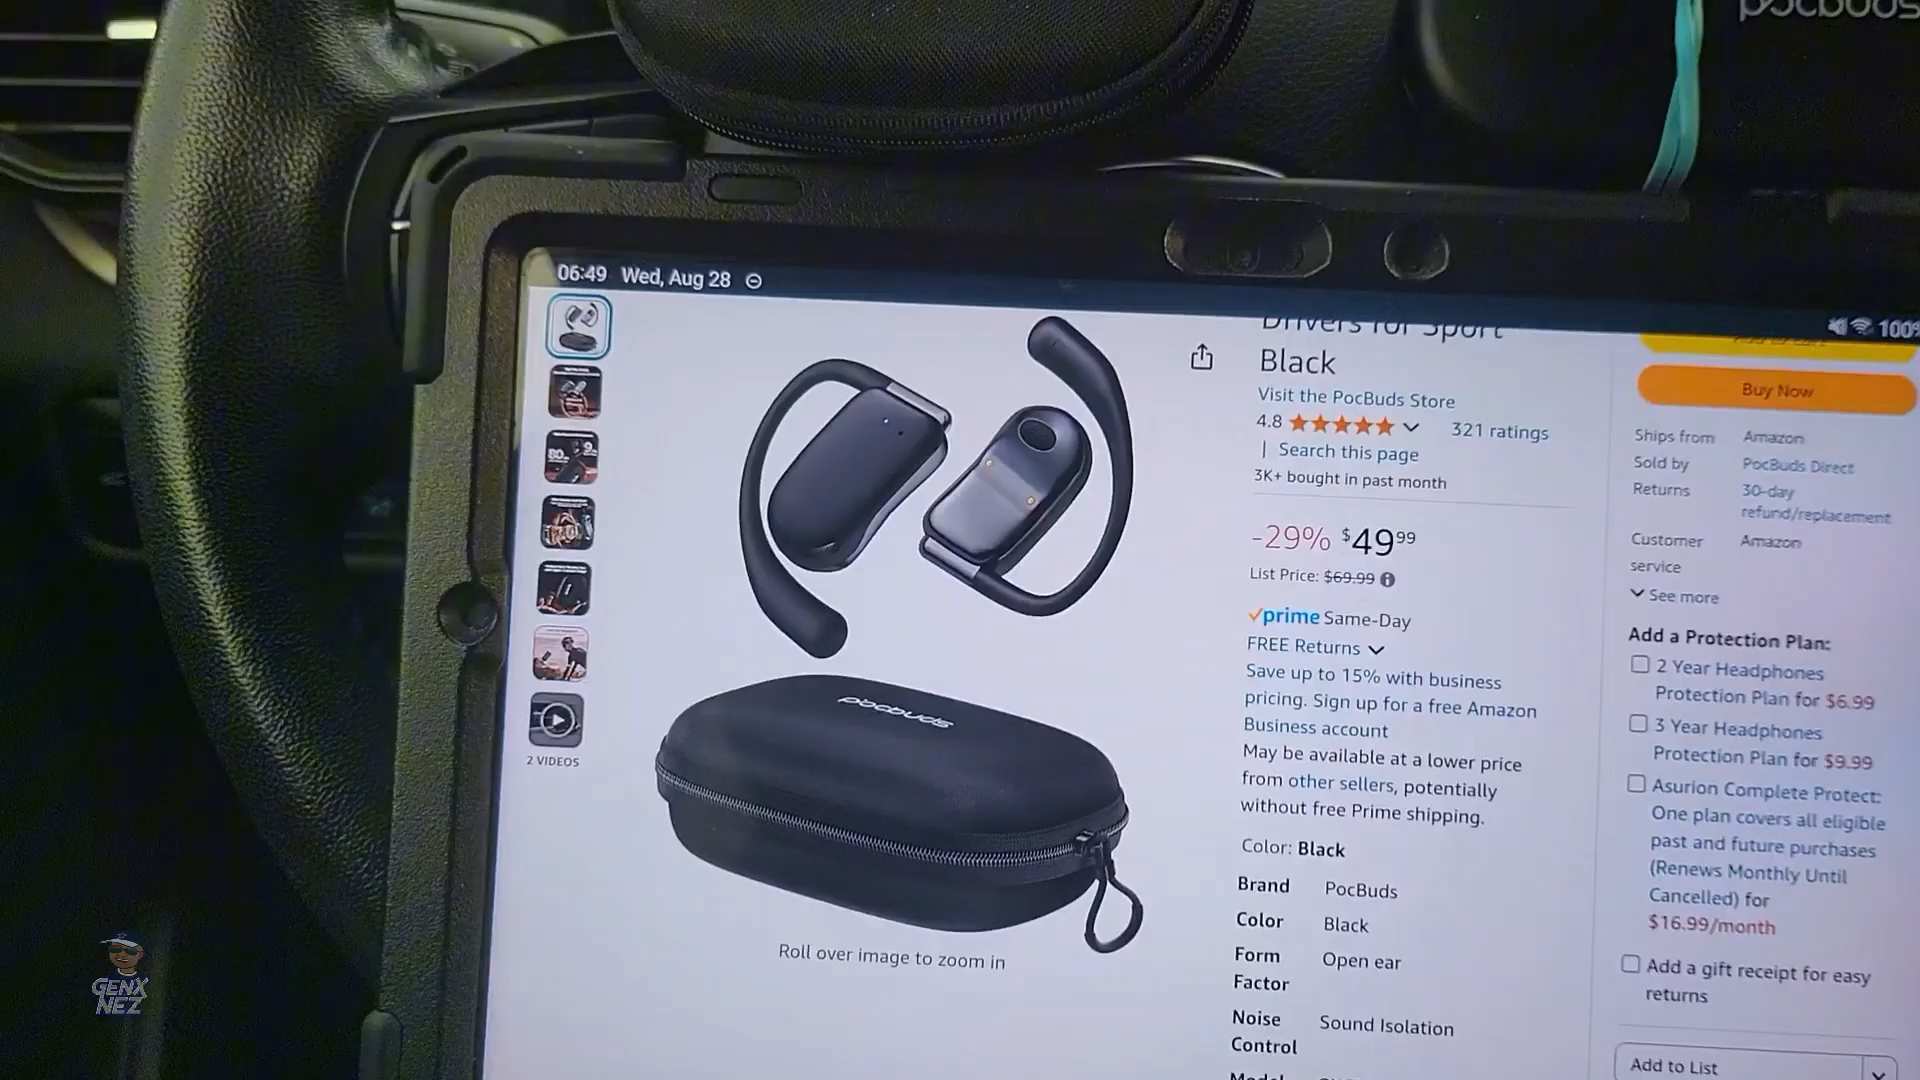 pocbuds
06:49 Wed, Aug 28
100%
Drivers for Sport
Black
Visit the PocBuds Store
4.8
321 ratings
| Search this page
3K+ bought in past month
-29% $49.99
List Price: $69.99
prime Same-Day
FREE Returns
Save up to 15% with business
pricing. Sign up for a free Amazon
Business account
May be available at a lower price
from other sellers, potentially
without free Prime shipping.
Color: Black
Brand PocBuds
Color Black
Form Factor Open ear
Noise Control Sound Isolation
pocbuds
2 VIDEOS
Roll over image to zoom in
Buy Now
Ships from Amazon
Sold by PocBuds Direct
Returns 30-day
refund/replacement
Customer service Amazon
See more
Add a Protection Plan:
2 Year Headphones
Protection Plan for $6.99
3 Year Headphones
Protection Plan for $9.99
Asurion Complete Protect:
One plan covers all eligible
past and future purchases
(Renews Monthly Until
Cancelled) for
$16.99/month
Add a gift receipt for easy
returns
Add to List
GENX
NEZ